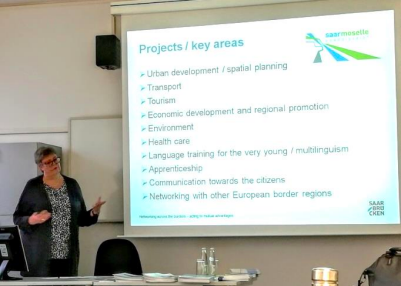 Projects / key areas
saarmoselle
➢ Urban development / spatial planning
➢ Transport
➢ Tourism
➢ Economic development and regional promotion
➢ Environment
➢ Health care
➢ Language training for the very young / multilinguism
➢ Apprenticeship
➢ Communication towards the citizens
➢ Networking with other European border regions
SAAR
BRÜ
CKEN